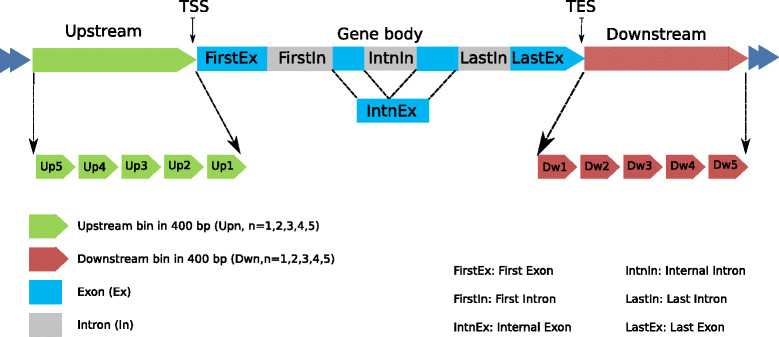 TSS
TES
Upstream
Gene body
Downstream
FirstEx
FirstIn
IntnIn
LastIn
LastEx
IntnEx
Up5
Up4
Up3
Up2
Up1
Dw1
Dw2
Dw3
Dw4
Dw5
Upstream bin in 400 bp (Upn, n=1,2,3,4,5)
Downstream bin in 400 bp (Dwn,n=1,2,3,4,5)
Exon (Ex)
Intron (In)
FirstEx: First Exon
IntnIn: Internal Intron
FirstIn: First Intron
LastIn: Last Intron
IntnEx: Internal Exon
LastEx: Last Exon